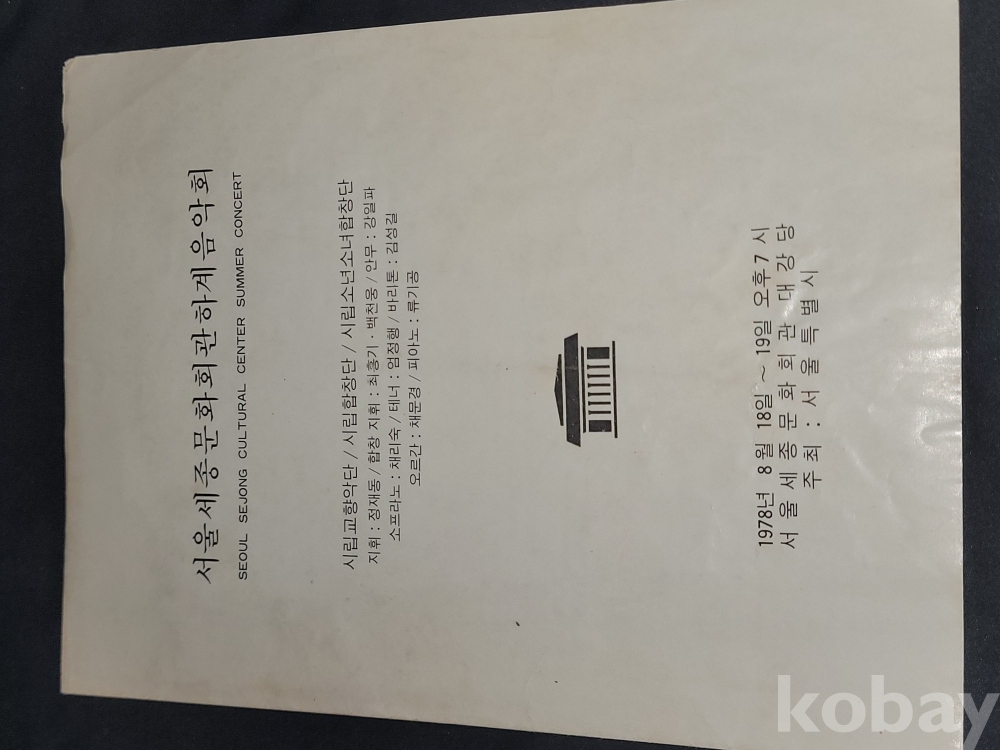 서울세종문화회관하계음악회
SEOUL SEJONG CULTURAL CENTER SUMMER CONCERT
시립교향악단 / 시립합창단 / 시립소년소녀합창단
지휘 : 정재동 / 합창 지휘 : 최흥기 · 백천웅 / 안무 : 강일파
소프라노 : 채리숙 / 테너 : 엄정행 / 바리톤 : 김성길
오르간 : 채문경 / 피아노 : 류기공
1978년 8월 18일 ~ 19일 오후 7시
서울세종문화회관 대강당
주최 : 서울특별시
kobay